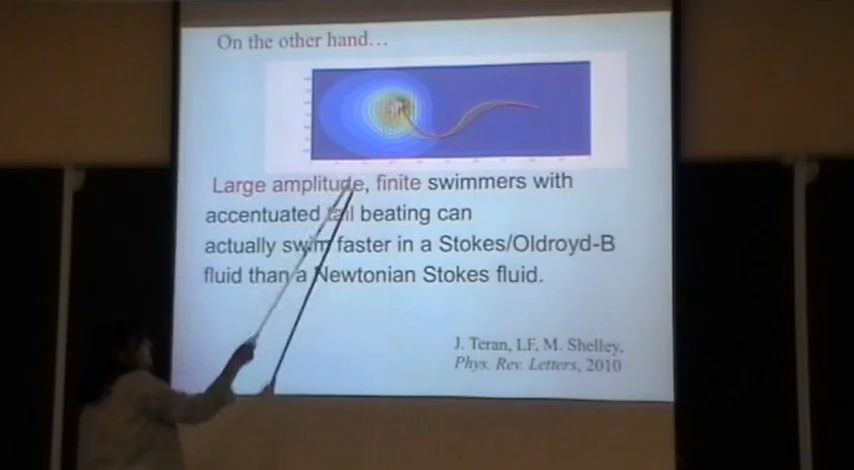 On the other hand…
Large amplitude, finite swimmers with
accentuated tail beating can
actually swim faster in a Stokes/Oldroyd-B
fluid than a Newtonian Stokes fluid.
J. Teran, LF, M. Shelley,
Phys. Rev. Letters, 2010